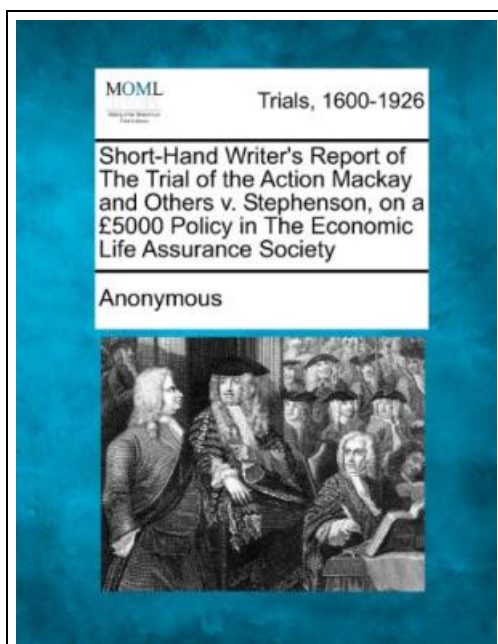 MOML
Trials, 1600-1926
Short-Hand Writer's Report of
The Trial of the Action Mackay
and Others v. Stephenson, on a
£5000 Policy in The Economic
Life Assurance Society
Anonymous